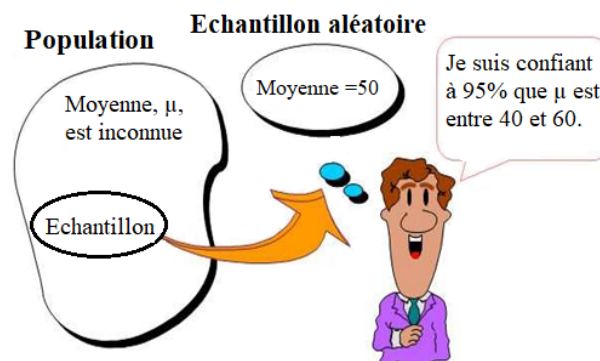 Population
Echantillon aléatoire
Moyenne, µ,
est inconnue
Echantillon
Moyenne =50
Je suis confiant
à 95% que µ est
entre 40 et 60.